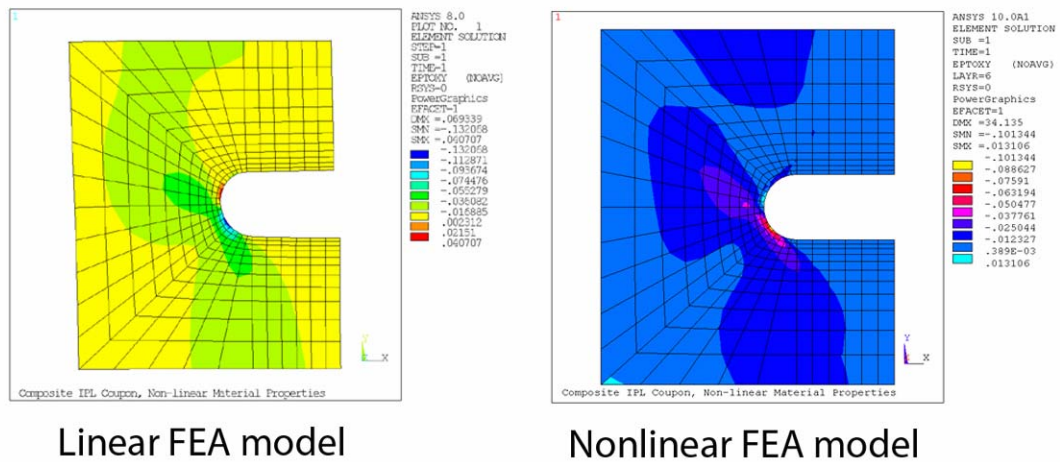 1
ANSYS 8.0
PLOT NO. 1
ELEMENT SOLUTION
STEP=1
SUB =1
TIME=1
EPTOXY (NOAVG)
RSYS=0
PowerGraphics
EFACET=1
DMX =.069339
SMN =-.132068
SMX =.040707
-.132068
-.112871
-.093674
-.074476
-.055279
-.036082
-.016885
.002312
.02151
.040707
Y
Z X
Composite IPL Coupon, Non-linear Material Properties
Linear FEA model
1
ANSYS 10.0A1
ELEMENT SOLUTION
SUB =1
TIME=1
EPTOXY (NOAVG)
LAYR=6
RSYS=0
PowerGraphics
EFACET=1
DMX =34.135
SMN =-.101344
SMX =.013106
-.101344
-.088627
-.07591
-.063194
-.050477
-.037761
-.025044
-.012327
.389E-03
.013106
Y
X
Composite IPL Coupon, Non-linear Material Properties
Nonlinear FEA model